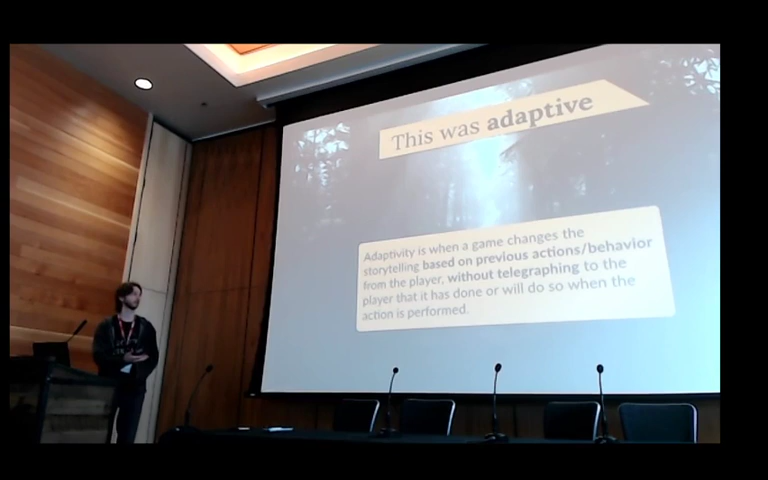 This was adaptive
Adaptivity is when a game changes the
storytelling based on previous actions/behavior
from the player, without telegraphing to the
player that it has done or will do so when the
action is performed.